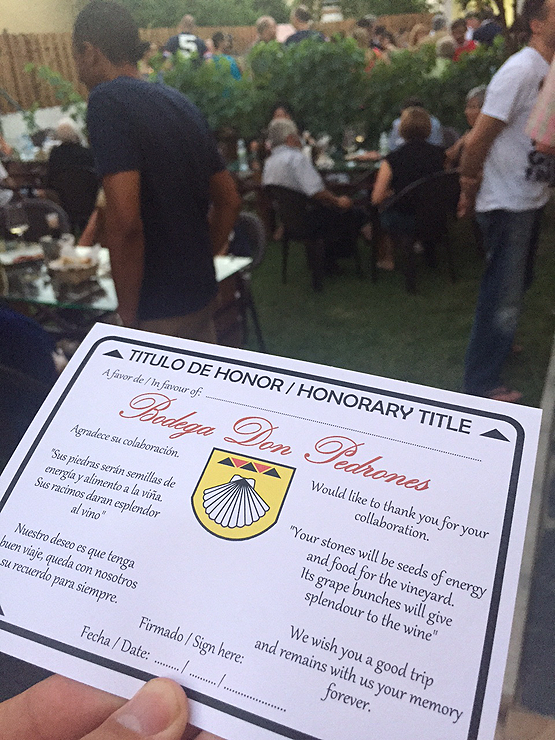 TITULO DE HONOR / HONORARY TITLE
A favor de / In favour of: ........................
Bodega Don Pedrones
Agradece su colaboración.
"Sus piedras serán semillas de
energía y alimento a la viña.
Sus racimos daran esplendor
al vino"
Nuestro deseo es que tenga
buen viaje, queda con nosotros
su recuerdo para siempre.
Would like to thank you for your
collaboration.
"Your stones will be seeds of energy
and food for the vineyard.
Its grape bunches will give
splendour to the wine"
We wish you a good trip
and remains with us your memory
forever.
Firmado / Sign here:
Fecha / Date: ......../ ........./....................
5